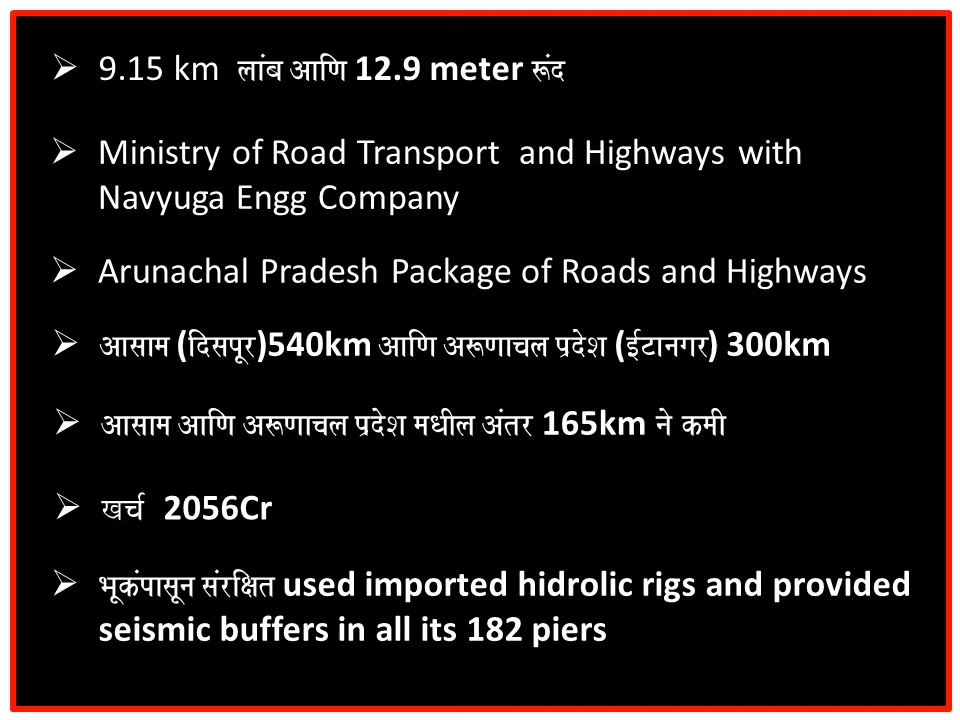 ➢ 9.15 km लांब आणि 12.9 meter रूंद
➢ Ministry of Road Transport and Highways with
Navyuga Engg Company
➢ Arunachal Pradesh Package of Roads and Highways
➢ आसाम (दिसपूर)540km आणि अरूणाचल प्रदेश (ईटानगर) 300km
➢ आसाम आणि अरूणाचल प्रदेश मधील अंतर 165km ने कमी
➢ खर्च 2056Cr
➢ भूकंपासून संरक्षित used imported hidrolic rigs and provided
seismic buffers in all its 182 piers